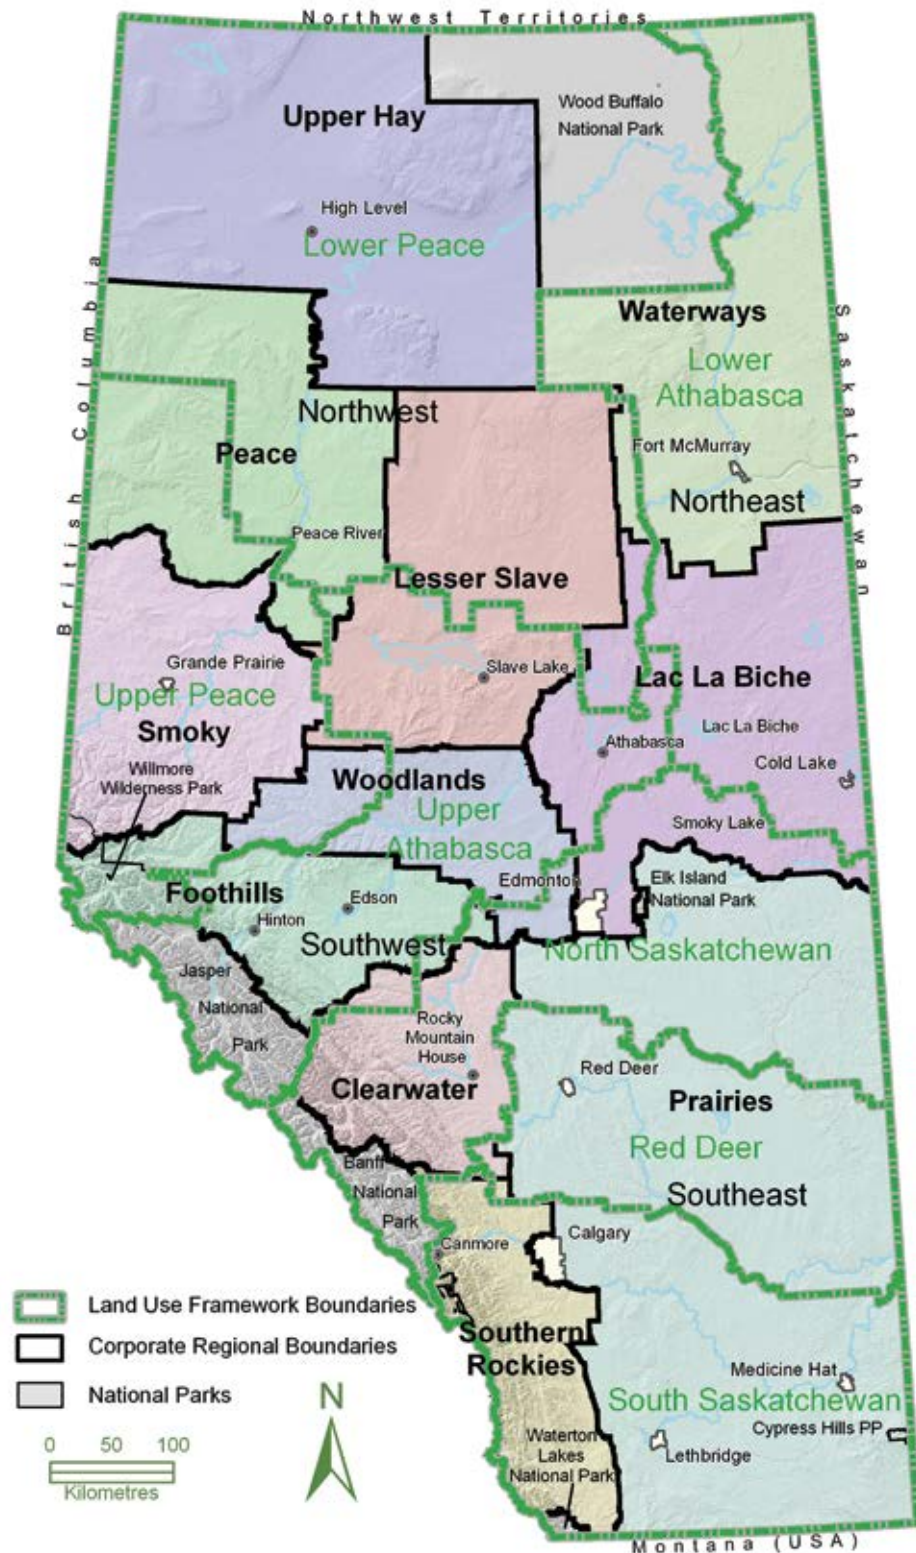 Northwest Territories
Wood Buffalo
National Park
Upper Hay
High Level
Lower Peace
British Columbia
Saskatchewan
Waterways
Lower
Athabasca
Northwest
Fort McMurray
Peace
Northeast
Peace River
Lesser Slave
Grande Prairie
Slave Lake
Upper Peace
Lac La Biche
Smoky
Lac La Biche
Athabasca
Willmore
Wilderness Park
Woodlands
Cold Lake
Upper
Athabasca
Smoky Lake
Foothills
Edmonton
Elk Island
National Park
Edson
Hinton
Southwest
North Saskatchewan
Jasper
National
Park
Rocky
Mountain
House
Clearwater
Red Deer
Prairies
Red Deer
Southeast
Banff
National
Park
Canmore
Calgary
Land Use Framework Boundaries
Corporate Regional Boundaries
National Parks
Southern
Rockies
Medicine Hat
South Saskatchewan
Cypress Hills PP
Lethbridge
Waterton
Lakes
National Park
N
0 50 100
Kilometres
Montana (USA)